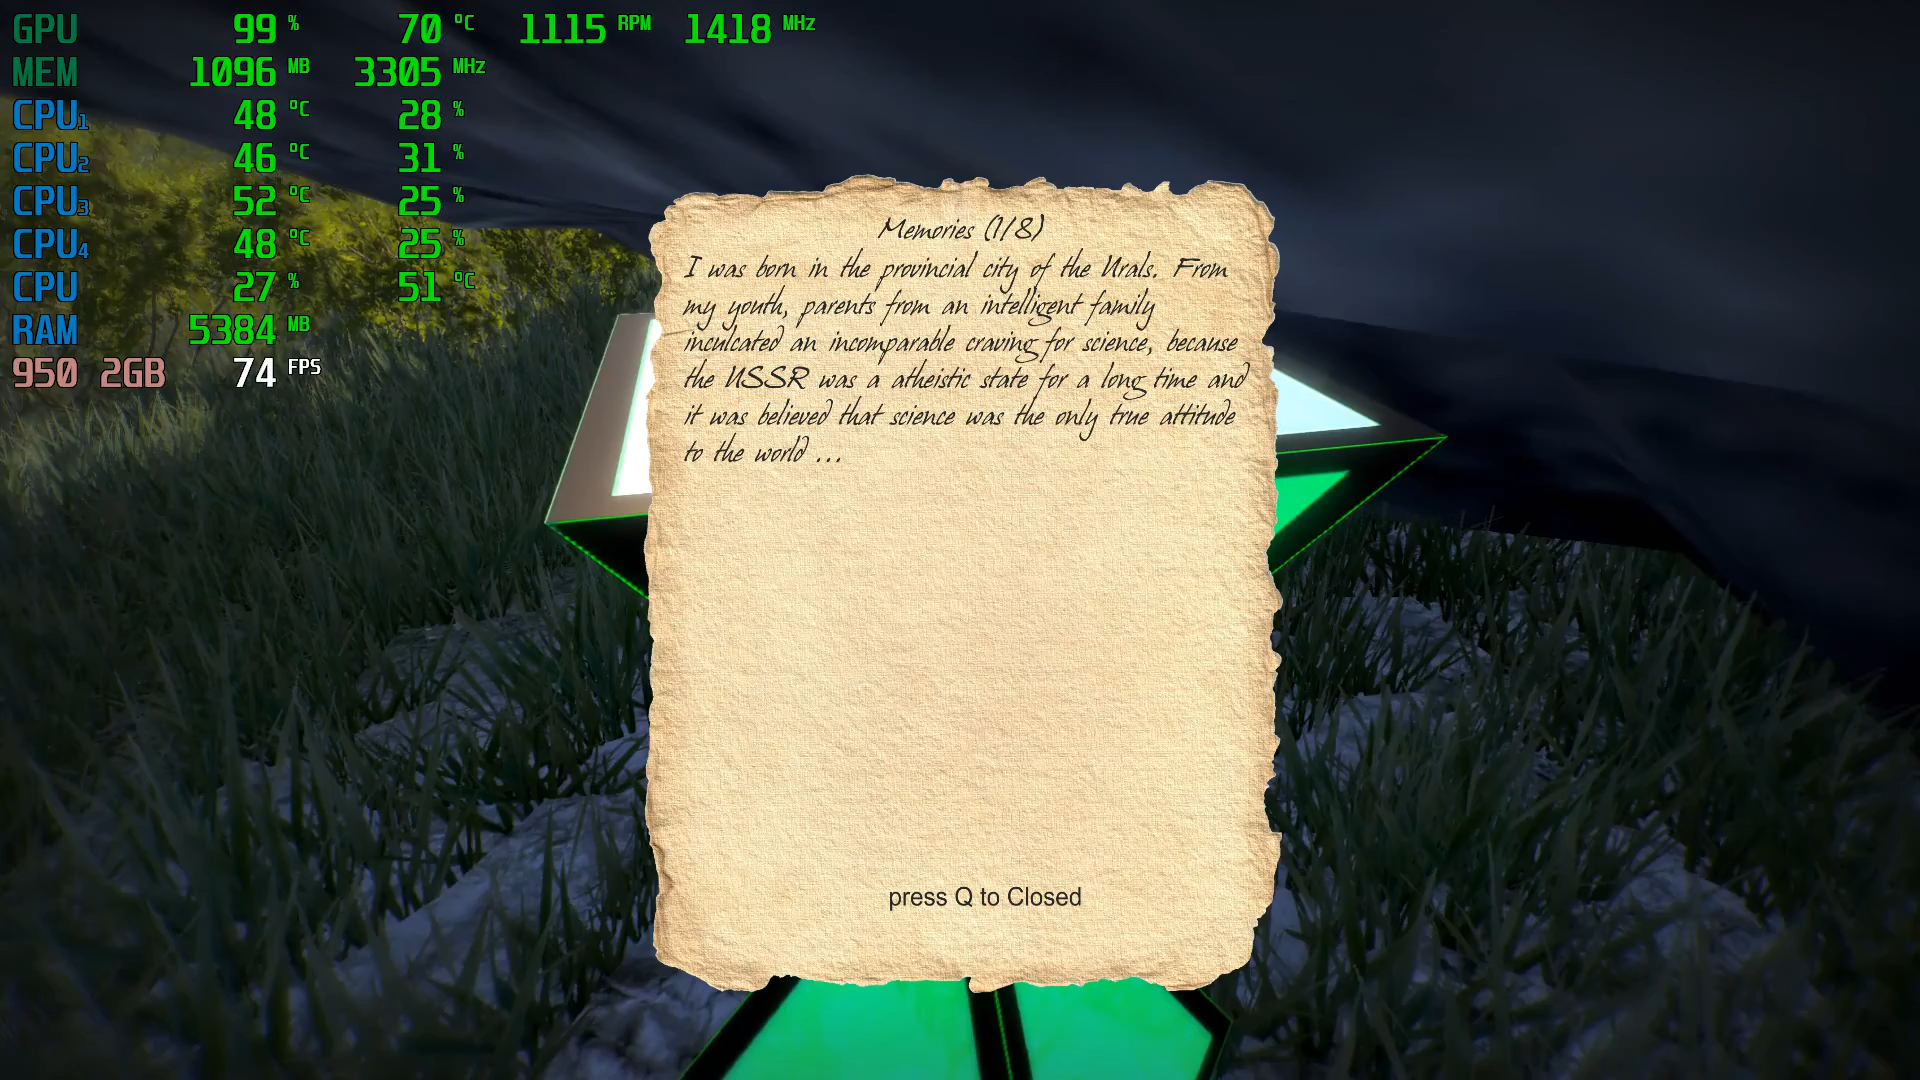 GPU 99 % 70 °C 1115 RPM 1418 MHz
MEM 1096 MB 3305 MHz
CPU1 48 °C 28 %
CPU2 46 °C 31 %
CPU3 52 °C 25 %
CPU4 48 °C 25 %
CPU 27 % 51 °C
RAM 5384 MB
950 2GB 74 FPS
Memories (1/8)
I was born in the provincial city of the Urals. From
my youth, parents from an intelligent family
inculcated an incomparable craving for science, because
the USSR was a atheistic state for a long time and
it was believed that science was the only true attitude
to the world ...
press Q to Closed